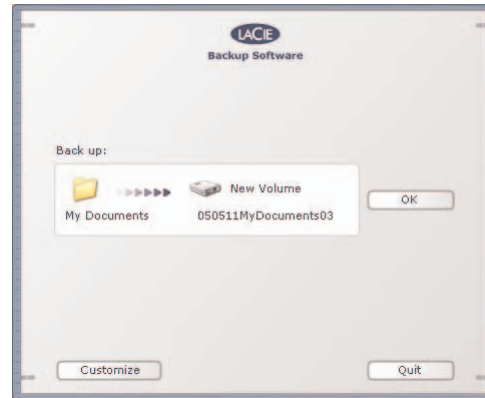 LACIE
Backup Software
Back up:
New Volume
My Documents 050511MyDocuments03
OK
Customize Quit